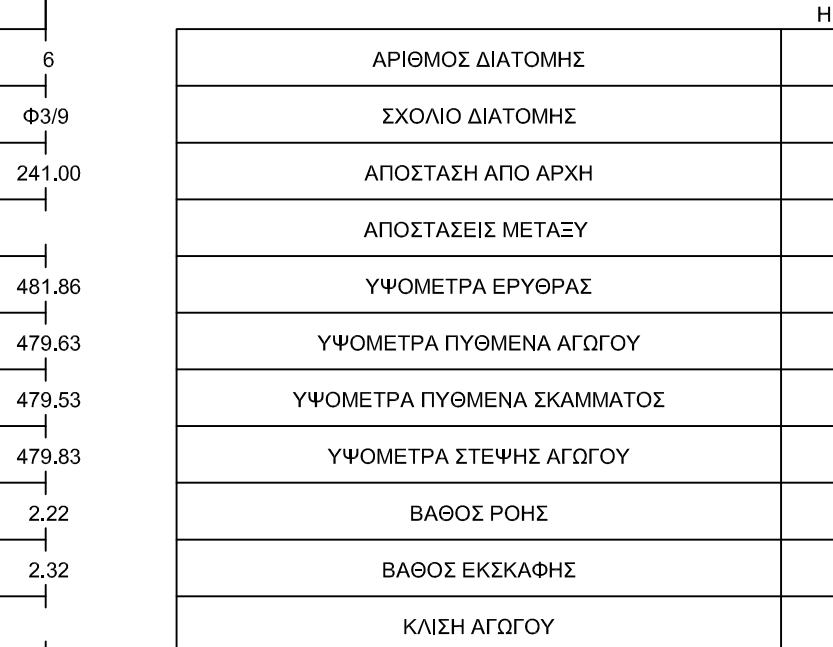 Η
6 ΑΡΙΘΜΟΣ ΔΙΑΤΟΜΗΣ
Φ3/9 ΣΧΟΛΙΟ ΔΙΑΤΟΜΗΣ
241.00 ΑΠΟΣΤΑΣΗ ΑΠΟ ΑΡΧΗ
ΑΠΟΣΤΑΣΕΙΣ ΜΕΤΑΞΥ
481.86 ΥΨΟΜΕΤΡΑ ΕΡΥΘΡΑΣ
479.63 ΥΨΟΜΕΤΡΑ ΠΥΘΜΕΝΑ ΑΓΩΓΟΥ
479.53 ΥΨΟΜΕΤΡΑ ΠΥΘΜΕΝΑ ΣΚΑΜΜΑΤΟΣ
479.83 ΥΨΟΜΕΤΡΑ ΣΤΕΨΗΣ ΑΓΩΓΟΥ
2.22 ΒΑΘΟΣ ΡΟΗΣ
2.32 ΒΑΘΟΣ ΕΚΣΚΑΦΗΣ
ΚΛΙΣΗ ΑΓΩΓΟΥ